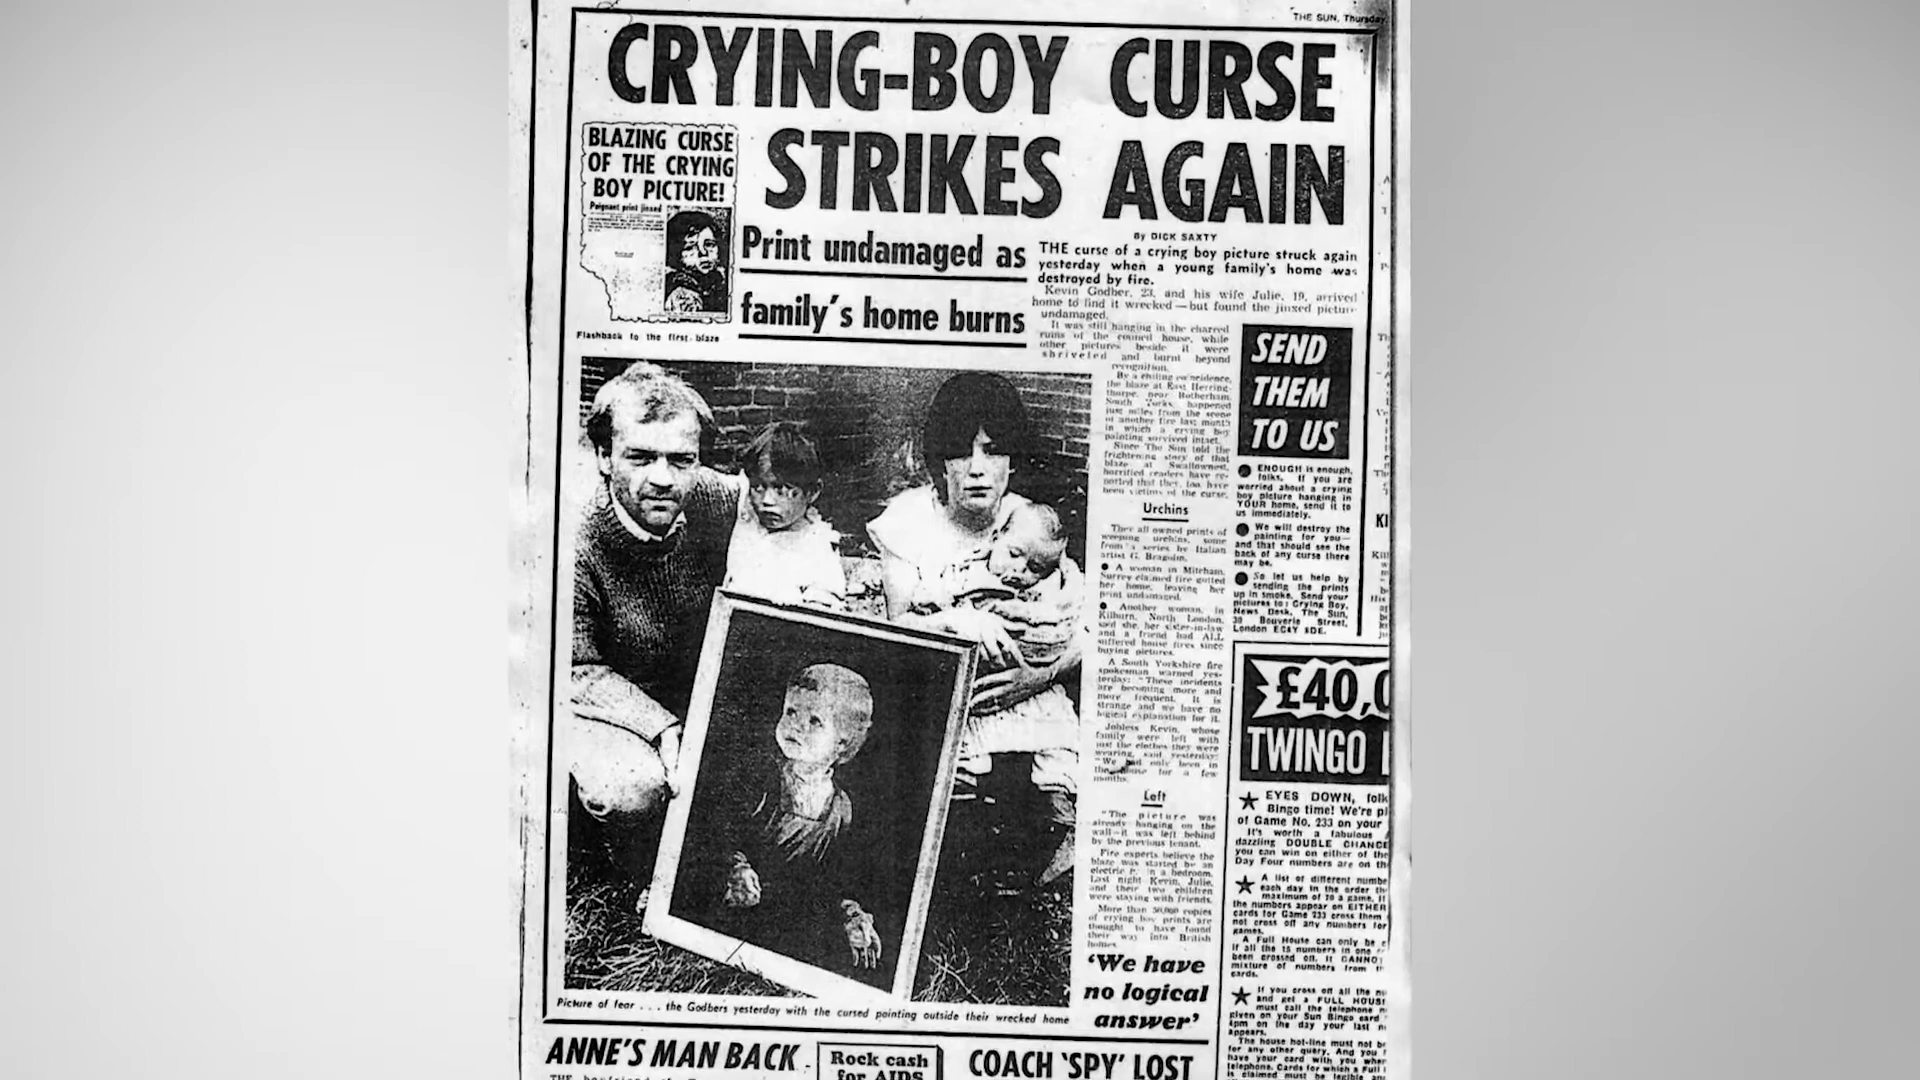 THE SUN, Thursday,
CRYING-BOY CURSE
STRIKES AGAIN
BLAZING CURSE
OF THE CRYING
BOY PICTURE!
Poignant print jinxed
Flashback to the first blaze
Print undamaged as
family's home burns
By DICK SAXTY
THE curse of a crying boy picture struck again
yesterday when a young family's home was
destroyed by fire.
Kevin Godber, 23, and his wife Julie, 19, arrived
home to find it wrecked—but found the jinxed picture
undamaged.
It was still hanging in the charred
ruins of the council house, while
other pictures beside it were
shriveled and burnt beyond
recognition.
By a chilling co'ncidence,
the blaze at East Herring-
thorpe, near Rotherham,
South Yorks, happened
just miles from the scene
of another fire last month
in which a crying boy
painting survived intact.
Since The Sun told the
frightening story of that
blaze at Swallownest,
horrified readers have re-
ported that they, too, have
been victims of the curse.
Urchins
They all owned prints of
weeping urchins, some
from a series by Italian
artist G. Bragolin.
● A woman in Mitcham,
Surrey claimed fire gutted
her home, leaving her
print undamaged.
● Another woman, in
Kilburn, North London,
said she, her sister-in-law
and a friend had ALL
suffered house fires since
buying pictures.
A South Yorkshire fire
spokesman warned yes-
terday: "These incidents
are becoming more and
more frequent. It is
strange and we have no
logical explanation for it.
Jobless Kevin, whose
family were left with
just the clothes they were
wearing, said yesterday:
"We had only been in
the house for a few
months.
Left
"The picture was
already hanging on the
wall—it was left behind
by the previous tenant.
Fire experts believe the
blaze was started by an
electric in a bedroom.
Last night Kevin, Julie,
and their two children
were staying with friends.
More than 50,000 copies
of crying boy prints are
thought to have found
their way into British
homes.
'We have
no logical
answer'
SEND
THEM
TO US
● ENOUGH is enough,
folks. If you are
worried about a crying
boy picture hanging in
YOUR home, send it to
us immediately.
● We will destroy the
painting for you—
and that should see the
back of any curse there
may be.
● So let us help by
sending the prints
up in smoke. Send your
pictures to: Crying Boy,
News Desk, The Sun,
30 Bouverie Street,
London EC4Y 8DE.
Picture of fear . . . the Godbers yesterday with the cursed painting outside their wrecked home
£40,0
TWINGO
★ EYES DOWN, folk
Bingo time! We're pl
of Game No. 233 on your
It's worth a fabulous
dazzling DOUBLE CHANCE
you can win on either of the
Day Four numbers are on th
★ A list of different numbe
each day in the order th
maximum of 10 a game. If
the numbers appear on EITHER
cards for Game 233 cross them
not cross off any numbers for
games.
A Full House can only be c
if all the 15 numbers in one
been crossed off. It CANNOT
mixture of numbers from
cards.
★ If you cross off all the nu
and get a FULL HOUSE
must call the telephone n
given on your Sun Bingo card
4pm on the day your last n
appears.
The house hot-line must not be
for any other query. And you
have your card with you when
telephone. Cards for which a Full
is claimed must be legible an
ANNE'S MAN BACK
Rock cash
for AIDS
COACH 'SPY' LOST